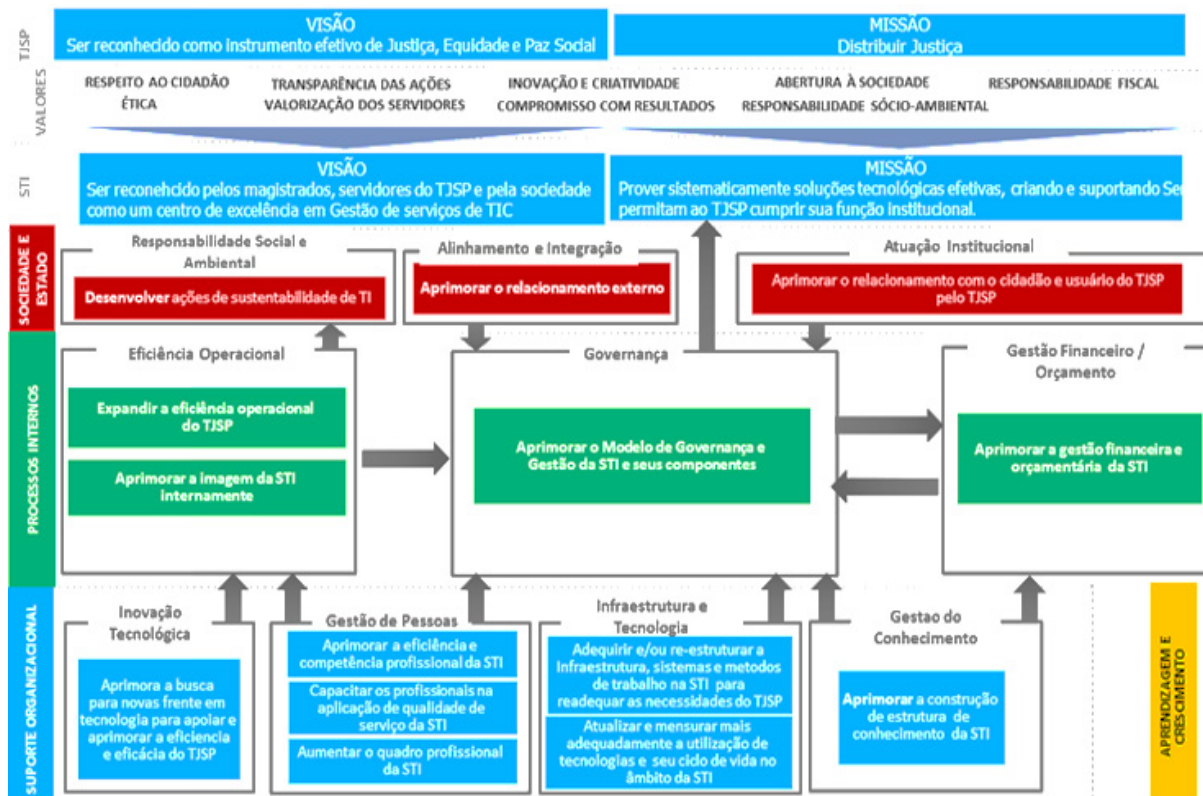 TJSP
VISÃO
Ser reconhecido como instrumento efetivo de Justiça, Equidade e Paz Social
MISSÃO
Distribuir Justiça
VALORES
RESPEITO AO CIDADÃO
TRANSPARÊNCIA DAS AÇÕES
INOVAÇÃO E CRIATIVIDADE
ABERTURA À SOCIEDADE
RESPONSABILIDADE FISCAL
ÉTICA
VALORIZAÇÃO DOS SERVIDORES
COMPROMISSO COM RESULTADOS
RESPONSABILIDADE SÓCIO-AMBIENTAL
STI
VISÃO
Ser reconehcido pelos magistrados, servidores do TJSP e pela sociedade
como um centro de excelência em Gestão de serviços de TIC
MISSÃO
Prover sistematicamente soluções tecnológicas efetivas, criando e suportando Ser
permitam ao TJSP cumprir sua função institucional.
SOCIEDADE E
ESTADO
Responsabilidade Social e
Ambiental
Desenvolver ações de sustentabilidade de TI
Alinhamento e Integração
Aprimorar o relacionamento externo
Atuação Institucional
Aprimorar o relacionamento com o cidadão e usuário do TJSP
pelo TJSP
PROCESSOS INTERNOS
Eficiência Operacional
Expandir a eficiência operacional
do TJSP
Aprimorar a imagem da STI
internamente
Governança
Aprimorar o Modelo de Governança e
Gestão da STI e seus componentes
Gestão Financeiro /
Orçamento
Aprimorar a gestão financeira e
orçamentária da STI
SUPORTE ORGANIZACIONAL
Inovação
Tecnológica
Aprimora a busca
para novas frente em
tecnologia para apolar e
aprimorar a eficiencia
e eficácia do TJSP
Gestão de Pessoas
Aprimorar a eficiência e
competência profissional da STI
Capacitar os profissionais na
aplicação de qualidade de
serviço da STI
Aumentar o quadro profissional
da STI
Infraestrutura e
Tecnologia
Adequirir e/ou re-estruturar a
Infraestrutura, sistemas e metodos
de trabalho na STI para
readequar as necessidades do TJSP
Atualizar e mensurar mais
adequadamente a utilização de
tecnologias e seu ciclo de vida no
âmbito da STI
Gestao do
Conhecimento
Aprimorar a construção
de estrutura de
conhecimento da STI
APRENDIZAGEM E
CRESCIMENTO